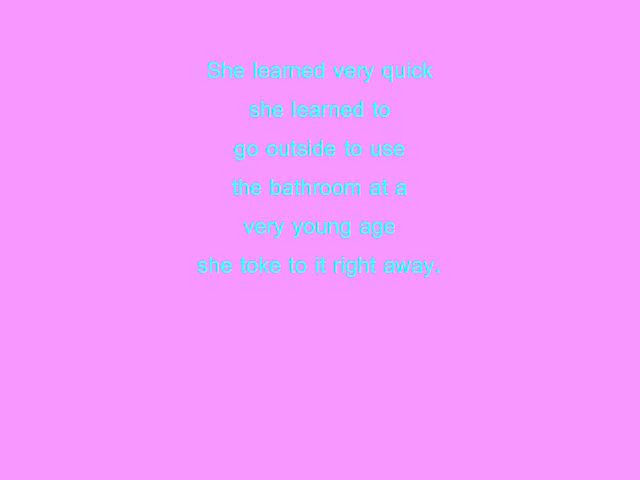 She learned very quick
she learned to
go outside to use
the bathroom at a
very young age
she toke to it right away.